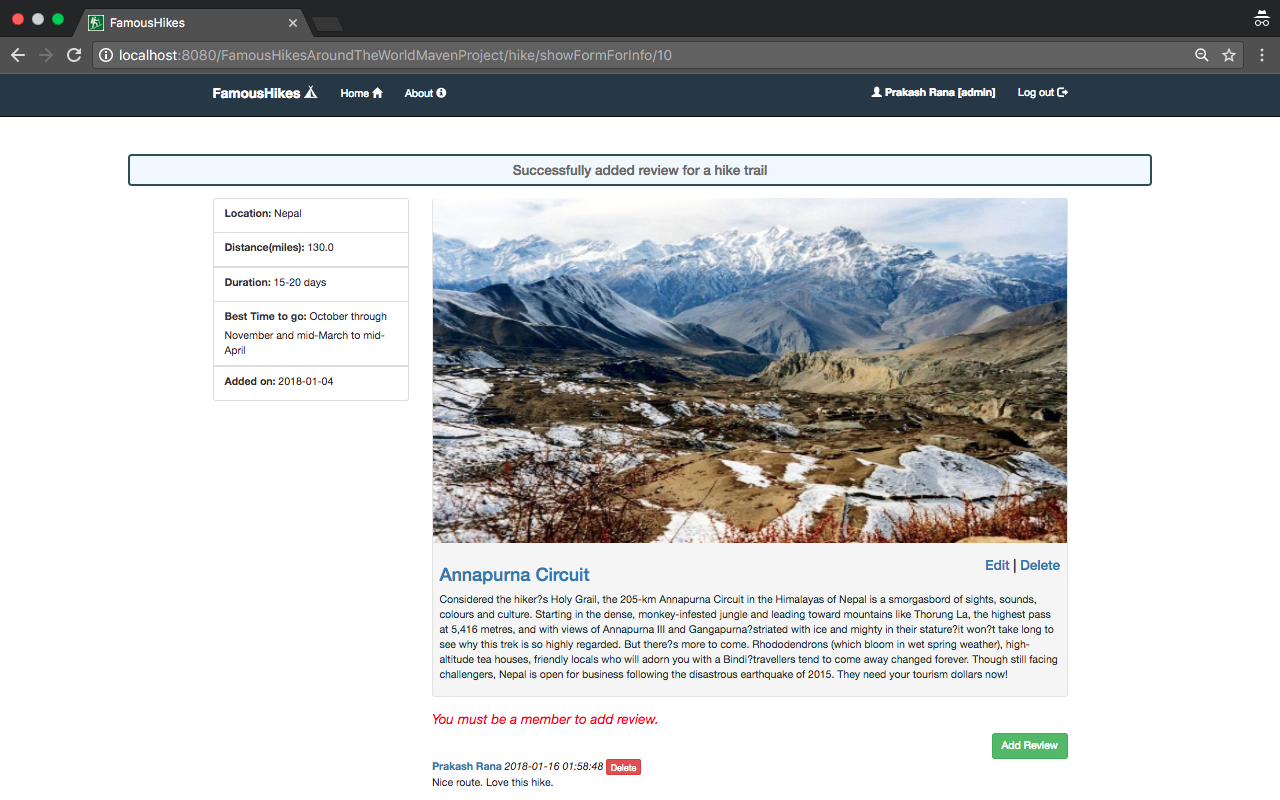 FamousHikes
localhost:8080/FamousHikesAroundTheWorldMavenProject/hike/showFormForInfo/10
FamousHikes Home About Prakash Rana [admin] Log out
Successfully added review for a hike trail
Location: Nepal
Distance(miles): 130.0
Duration: 15-20 days
Best Time to go: October through
November and mid-March to mid-
April
Added on: 2018-01-04
Edit | Delete
Annapurna Circuit
Considered the hiker?s Holy Grail, the 205-km Annapurna Circuit in the Himalayas of Nepal is a smorgasbord of sights, sounds,
colours and culture. Starting in the dense, monkey-infested jungle and leading toward mountains like Thorung La, the highest pass
at 5,416 metres, and with views of Annapurna III and Gangapurna?striated with ice and mighty in their stature?it won?t take long to
see why this trek is so highly regarded. But there?s more to come. Rhododendrons (which bloom in wet spring weather), high-
altitude tea houses, friendly locals who will adorn you with a Bindi?travellers tend to come away changed forever. Though still facing
challengers, Nepal is open for business following the disastrous earthquake of 2015. They need your tourism dollars now!
You must be a member to add review.
Add Review
Prakash Rana 2018-01-16 01:58:48 Delete
Nice route. Love this hike.